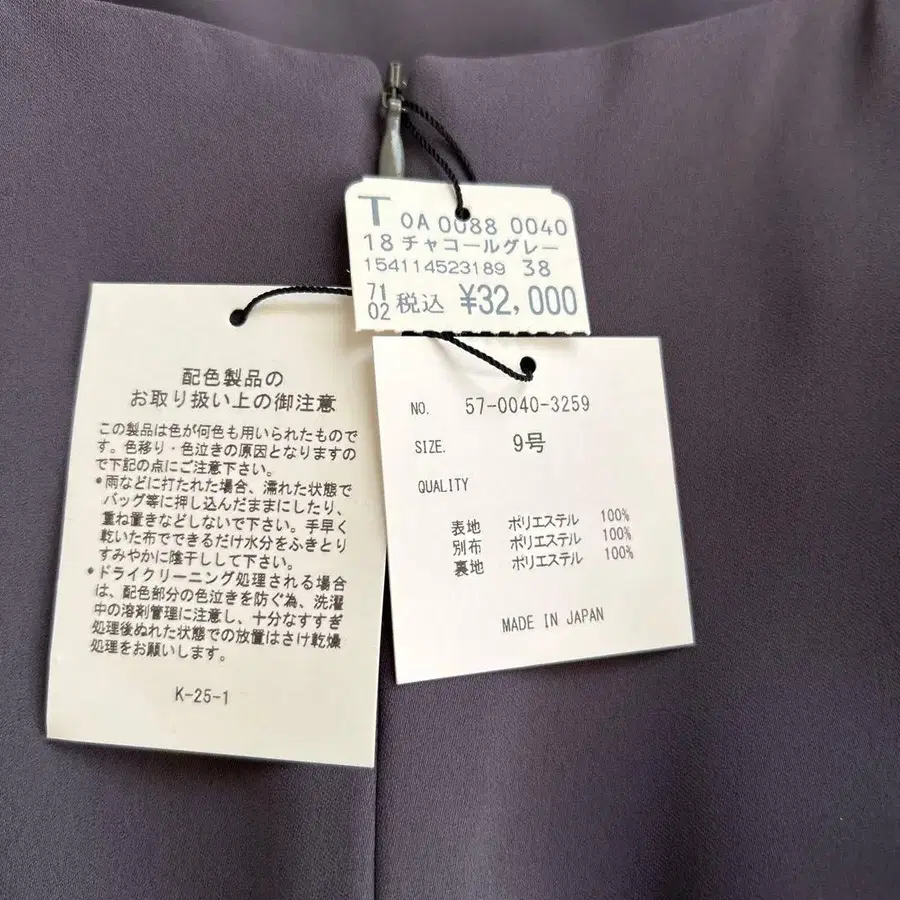 T OA 0088 0040
18 チャコールグレー
154114523189 38
71 02 税込 ¥32,000
配色製品の
お取り扱い上の御注意
この製品は色が何色も用いられたもので
す。色移り・色泣きの原因となりますの
で下記の点にご注意下さい。
*雨などに打たれた場合、濡れた状態で
バッグ等に押し込んだままにしたり、
重ね置きなどしないで下さい。手早く
乾いた布でできるだけ水分をふきとり
すみやかに陰干しして下さい。
*ドライクリーニング処理される場合
は、配色部分の色泣きを防ぐ為、洗濯
中の溶剤管理に注意し、十分なすすぎ
処理後ぬれた状態での放置はさけ乾燥
処理をお願いします。
K-25-1
NO. 57-0040-3259
SIZE. 9号
QUALITY
表地 ポリエステル 100%
別布 ポリエステル 100%
裏地 ポリエステル 100%
MADE IN JAPAN